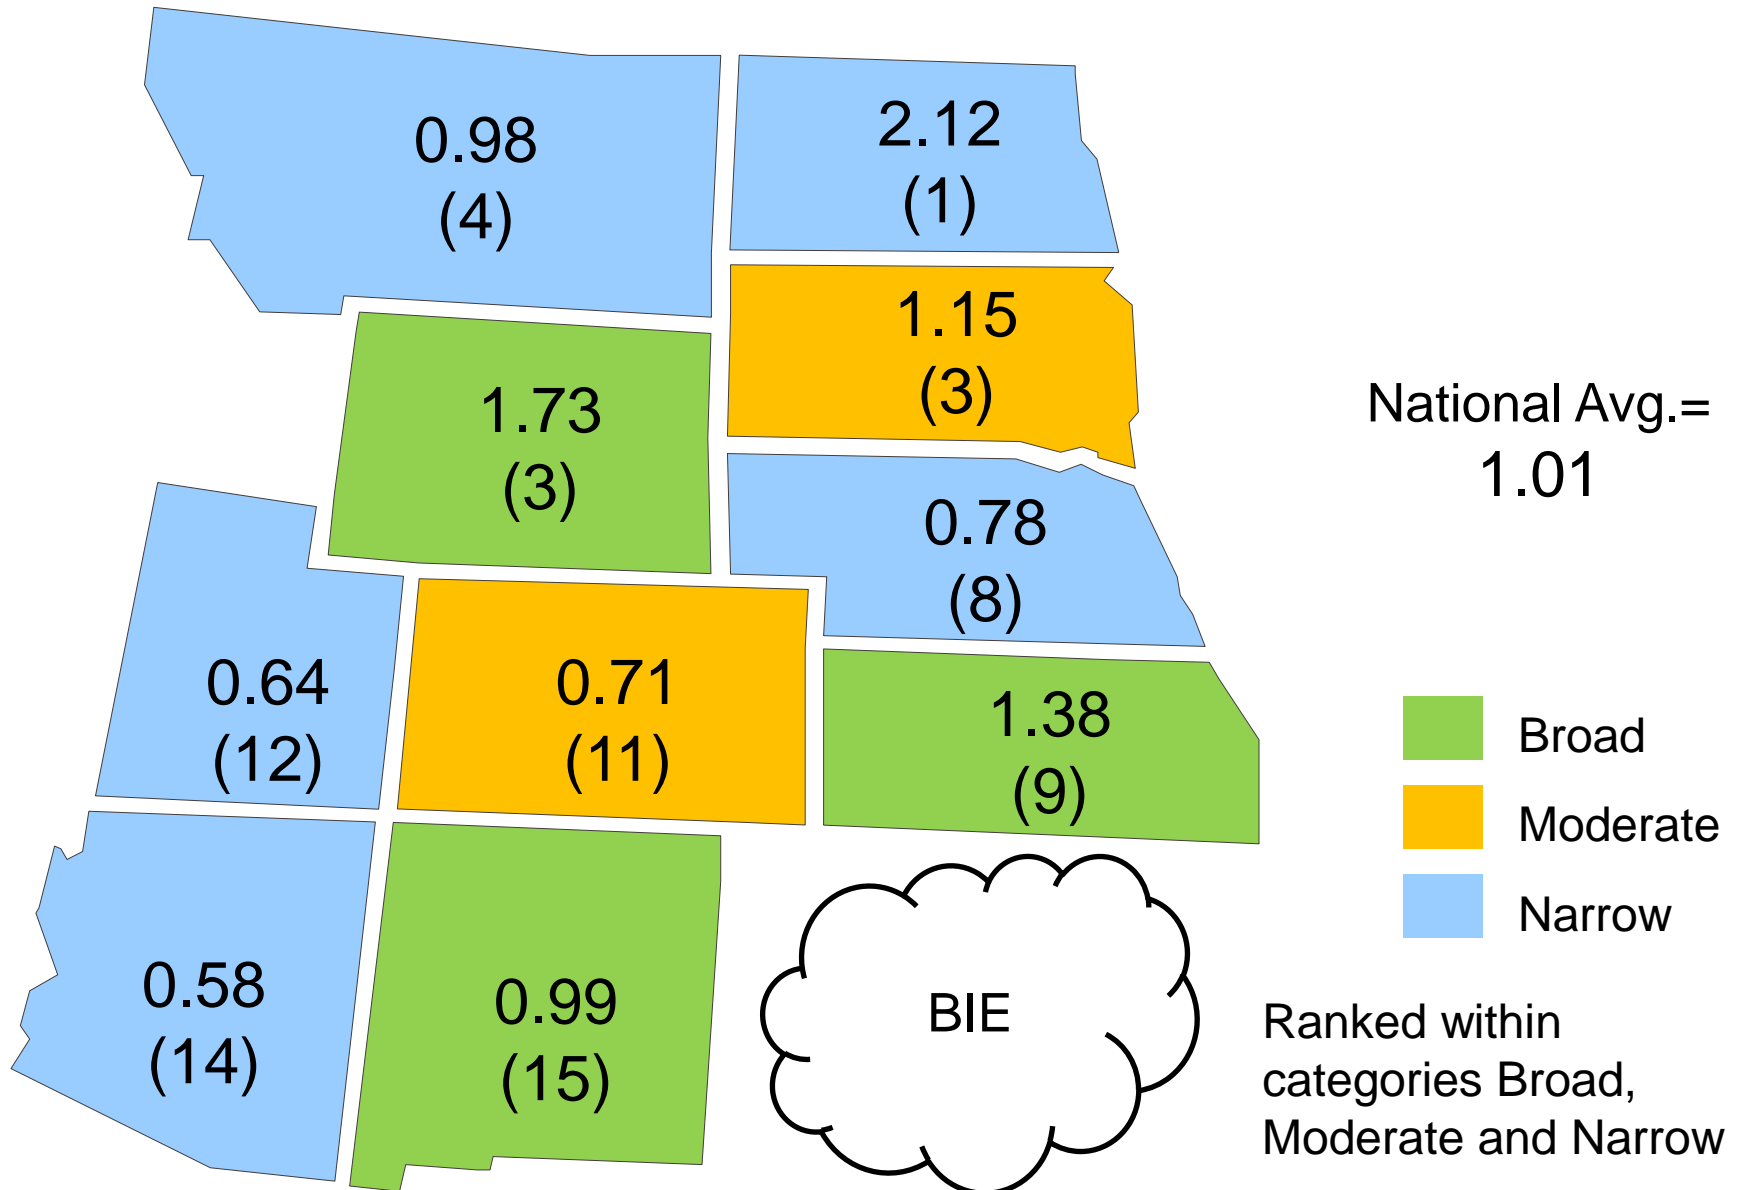 0.98
(4)
2.12
(1)
1.15
(3)
1.73
(3)
National Avg.=
1.01
0.78
(8)
0.64
(12)
0.71
(11)
1.38
(9)
Broad
Moderate
Narrow
0.58
(14)
0.99
(15)
BIE
Ranked within
categories Broad,
Moderate and Narrow